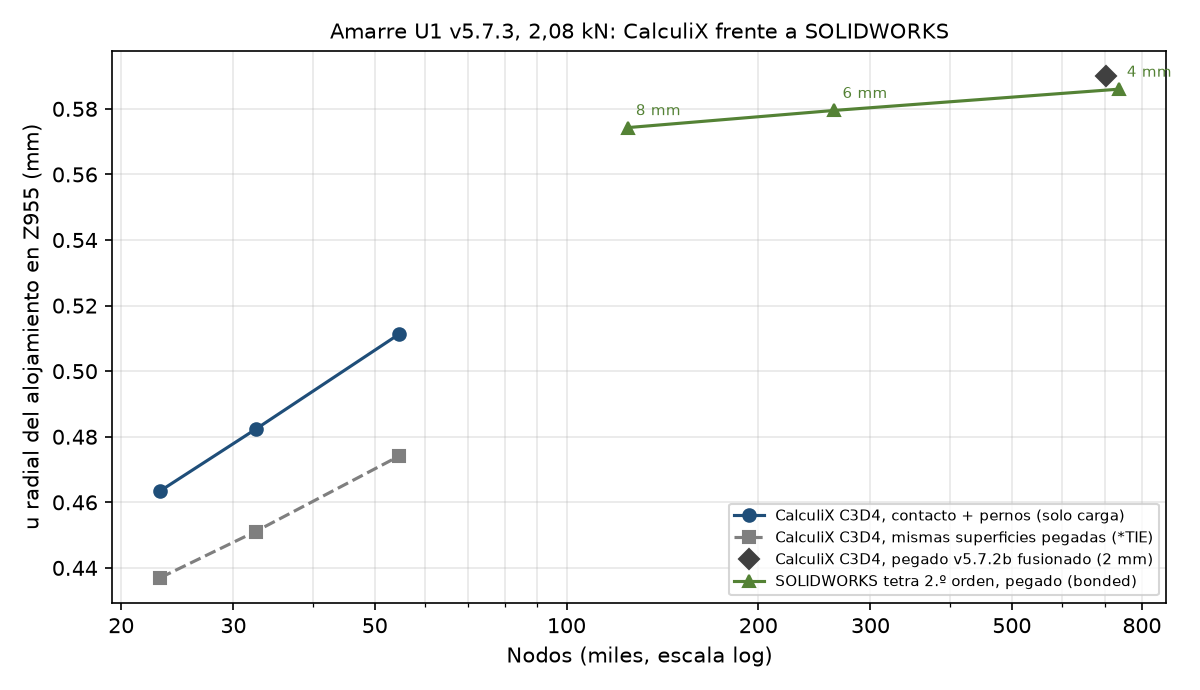 Amarre U1 v5.7.3, 2,08 kN: CalculiX frente a SOLIDWORKS
u radial del alojamiento en Z955 (mm)
0.58
0.56
0.54
0.52
0.50
0.48
0.46
0.44
8 mm
6 mm
4 mm
CalculiX C3D4, contacto + pernos (solo carga)
CalculiX C3D4, mismas superficies pegadas (*TIE)
CalculiX C3D4, pegado v5.7.2b fusionado (2 mm)
SOLIDWORKS tetra 2.º orden, pegado (bonded)
20 30 50 100 200 300 500 800
Nodos (miles, escala log)